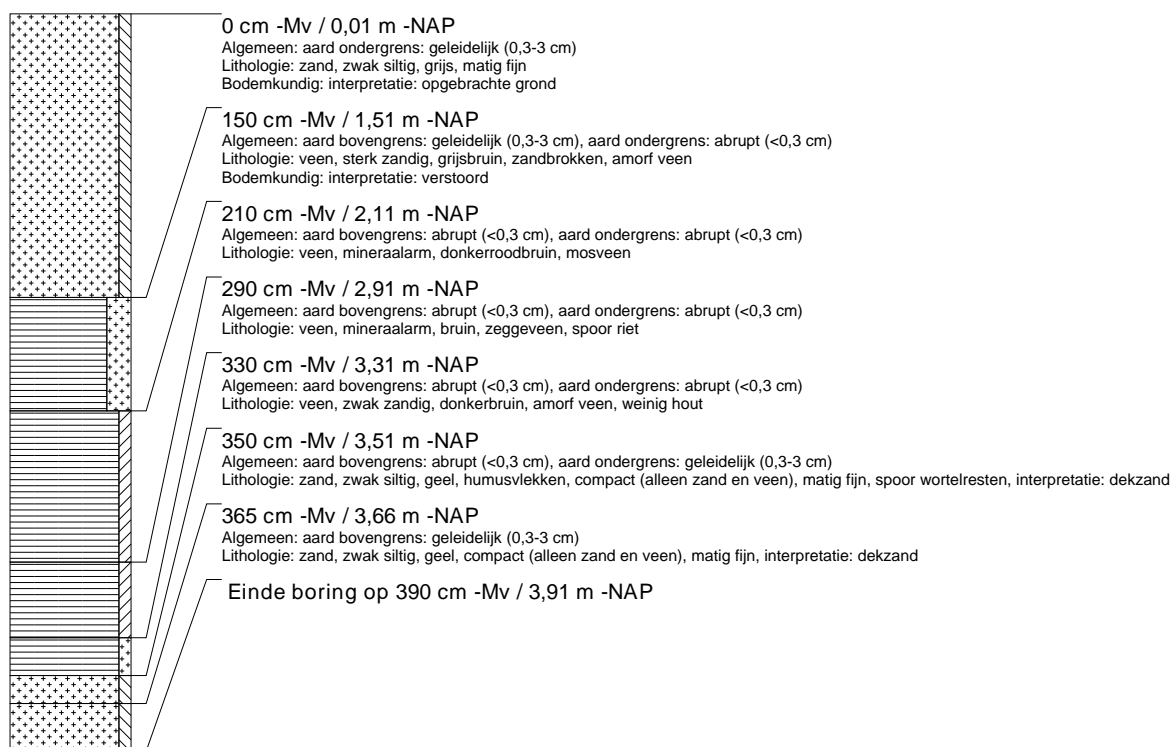 0 cm -Mv / 0,01 m -NAP
Algemeen: aard ondergrens: geleidelijk (0,3-3 cm)
Lithologie: zand, zwak siltig, grijs, matig fijn
Bodemkundig: interpretatie: opgebrachte grond
150 cm -Mv / 1,51 m -NAP
Algemeen: aard bovengrens: geleidelijk (0,3-3 cm), aard ondergrens: abrupt (<0,3 cm)
Lithologie: veen, sterk zandig, grijsbruin, zandbrokken, amorf veen
Bodemkundig: interpretatie: verstoord
210 cm -Mv / 2,11 m -NAP
Algemeen: aard bovengrens: abrupt (<0,3 cm), aard ondergrens: abrupt (<0,3 cm)
Lithologie: veen, mineraalarm, donkerroodbruin, mosveen
290 cm -Mv / 2,91 m -NAP
Algemeen: aard bovengrens: abrupt (<0,3 cm), aard ondergrens: abrupt (<0,3 cm)
Lithologie: veen, mineraalarm, bruin, zeggeveen, spoor riet
330 cm -Mv / 3,31 m -NAP
Algemeen: aard bovengrens: abrupt (<0,3 cm), aard ondergrens: abrupt (<0,3 cm)
Lithologie: veen, zwak zandig, donkerbruin, amorf veen, weinig hout
350 cm -Mv / 3,51 m -NAP
Algemeen: aard bovengrens: abrupt (<0,3 cm), aard ondergrens: geleidelijk (0,3-3 cm)
Lithologie: zand, zwak siltig, geel, humusvlekken, compact (alleen zand en veen), matig fijn, spoor wortelresten, interpretatie: dekzand
365 cm -Mv / 3,66 m -NAP
Algemeen: aard bovengrens: geleidelijk (0,3-3 cm)
Lithologie: zand, zwak siltig, geel, compact (alleen zand en veen), matig fijn, interpretatie: dekzand
Einde boring op 390 cm -Mv / 3,91 m -NAP